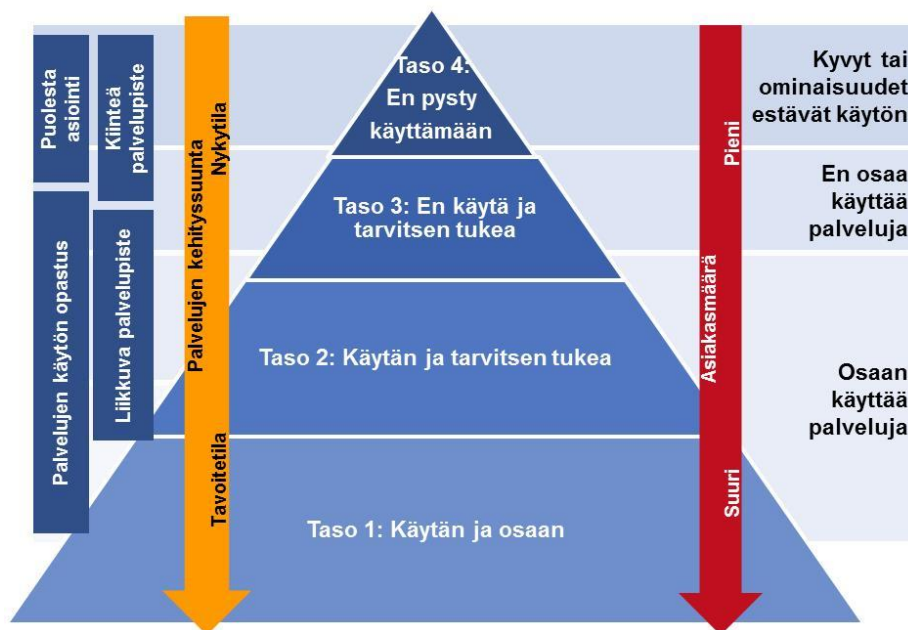 Puolesta
asiointi
Kiinteä
palvelupiste
Palvelujen käytön opastus
Liikkuva palvelupiste
Palvelujen kehityssuunta
Nykytila
Tavoitetila
Taso 4:
En pysty
käyttämään
Taso 3: En käytä ja
tarvitsen tukea
Taso 2: Käytän ja tarvitsen tukea
Taso 1: Käytän ja osaan
Asiakasmäärä
Pieni
Suuri
Kyvyt tai
ominaisuudet
estävät käytön
En osaa
käyttää
palveluja
Osaan
käyttää
palveluja